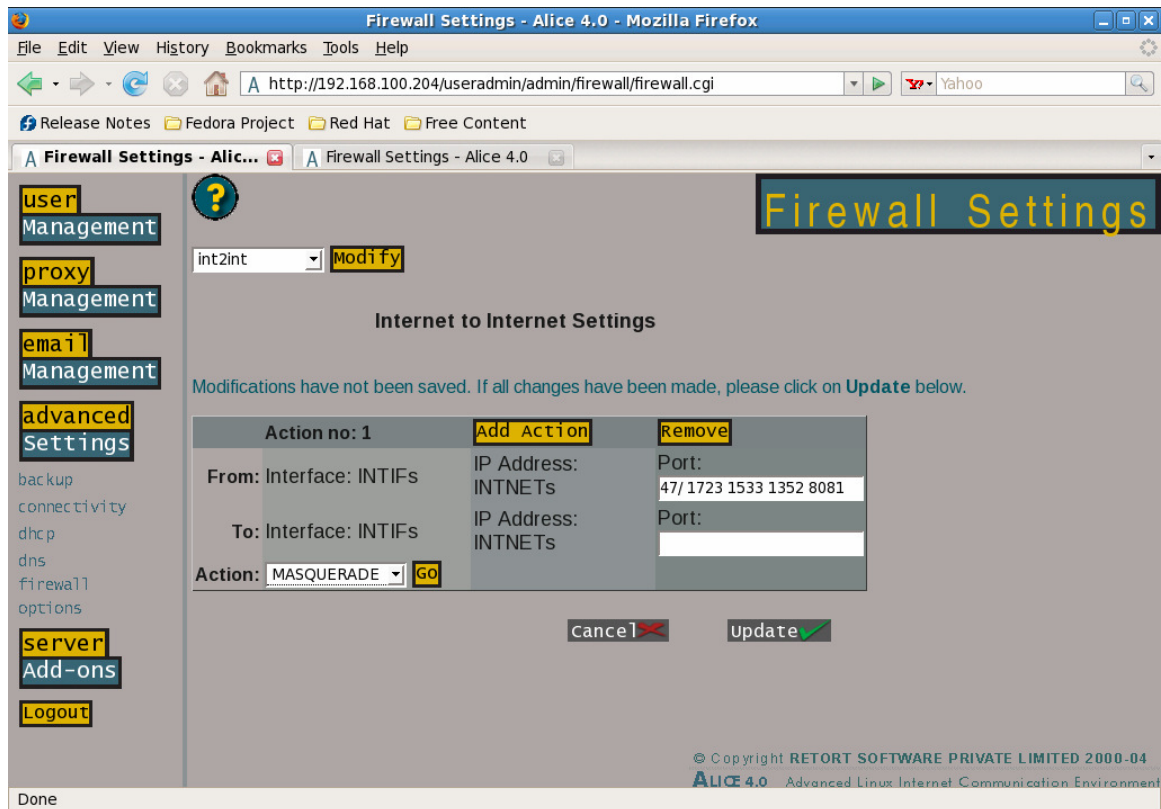 Firewall Settings - Alice 4.0 - Mozilla Firefox
File Edit View History Bookmarks Tools Help
http://192.168.100.204/useradmin/admin/firewall/firewall.cgi
Yahoo
Release Notes Fedora Project Red Hat Free Content
Firewall Settings - Alic... Firewall Settings - Alice 4.0
user
Management
proxy
Management
email
Management
advanced
Settings
backup
connectivity
dhcp
dns
firewall
options
server
Add-ons
Logout
?
Firewall Settings
int2int Modify
Internet to Internet Settings
Modifications have not been saved. If all changes have been made, please click on Update below.
Action no: 1 Add Action Remove
From: Interface: INTIFs IP Address: INTNETs Port: 47/ 1723 1533 1352 8081
To: Interface: INTIFs IP Address: INTNETs Port:
Action: MASQUERADE GO
Cancel Update
© Copyright RETORT SOFTWARE PRIVATE LIMITED 2000-04
ALICE 4.0 Advanced Linux Internet Communication Environment
Done